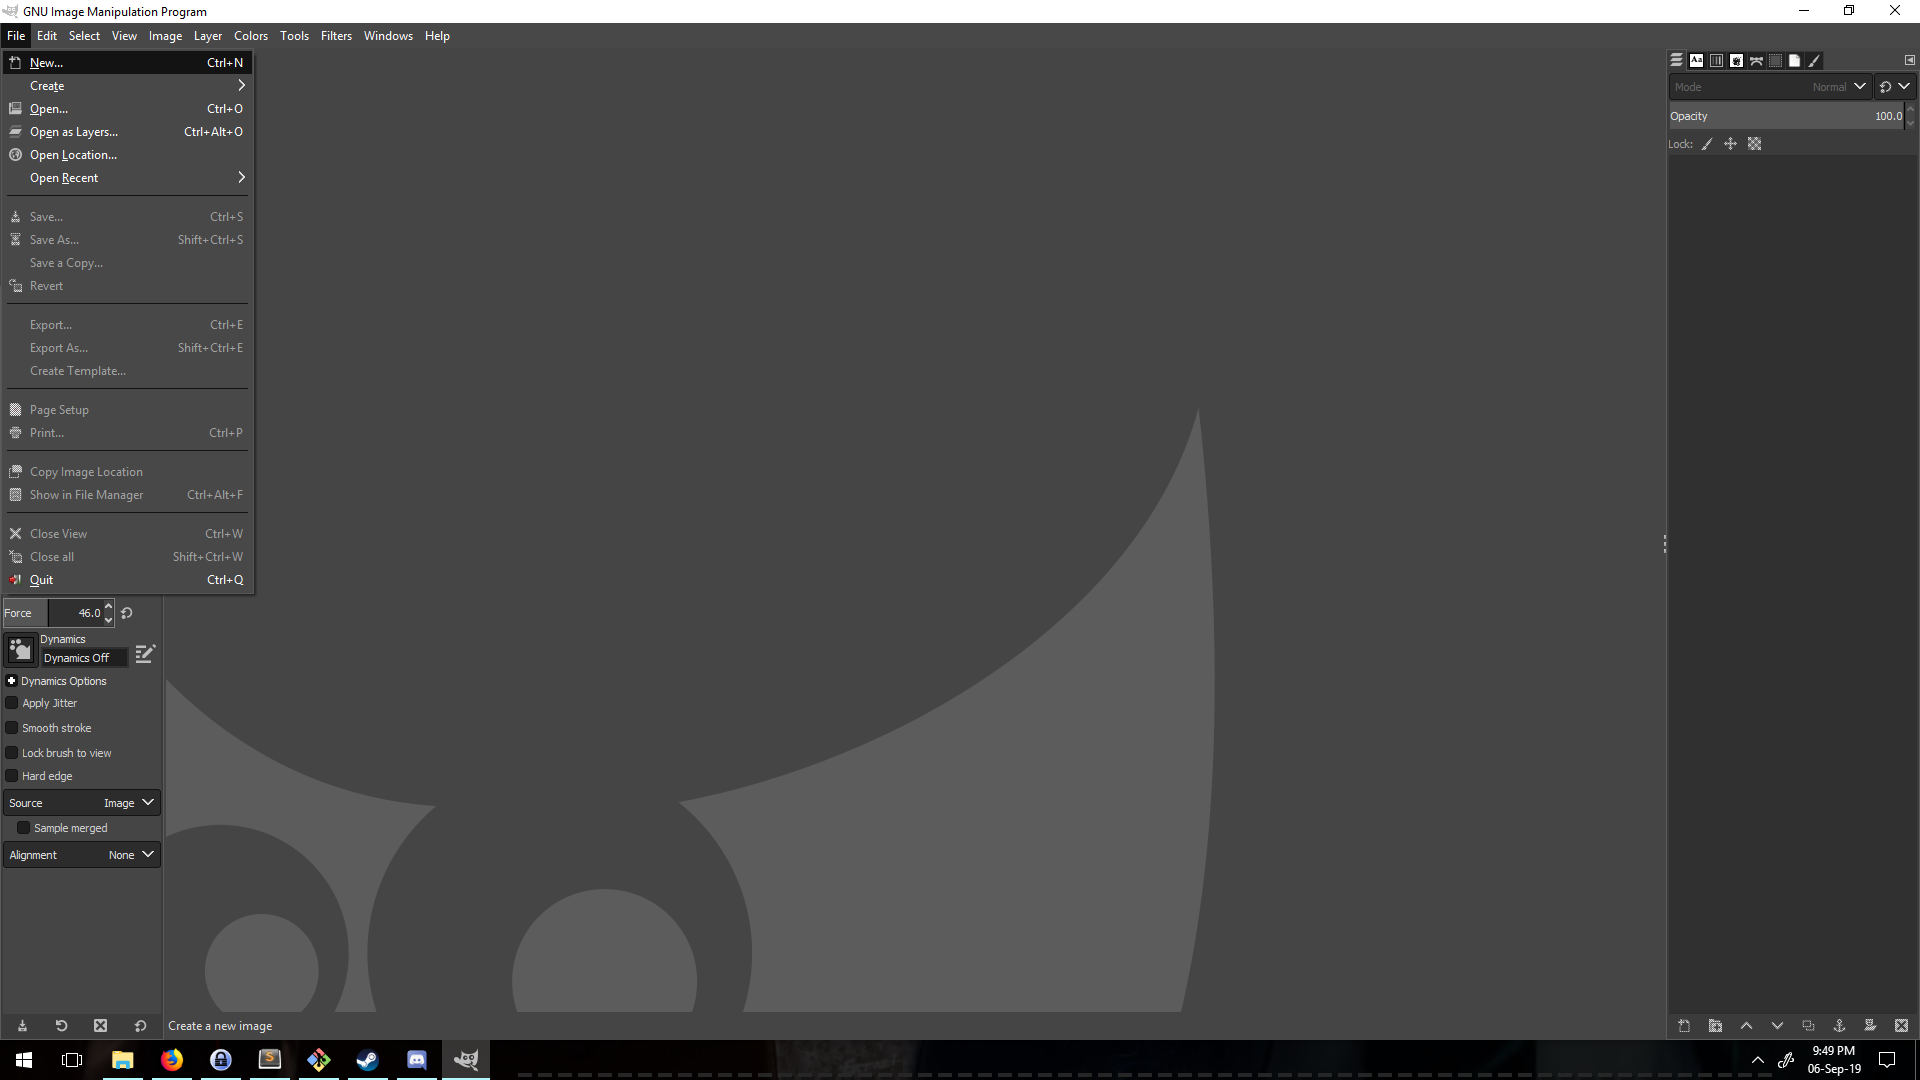 GNU Image Manipulation Program
File Edit Select View Image Layer Colors Tools Filters Windows Help
New... Ctrl+N
Create
Open... Ctrl+O
Open as Layers... Ctrl+Alt+O
Open Location...
Open Recent
Save... Ctrl+S
Save As... Shift+Ctrl+S
Save a Copy...
Revert
Export... Ctrl+E
Export As... Shift+Ctrl+E
Create Template...
Page Setup
Print... Ctrl+P
Copy Image Location
Show in File Manager Ctrl+Alt+F
Close View Ctrl+W
Close all Shift+Ctrl+W
Quit Ctrl+Q
Force 46.0
Dynamics
Dynamics Off
Dynamics Options
Apply Jitter
Smooth stroke
Lock brush to view
Hard edge
Source Image
Sample merged
Alignment None
Create a new image
Aa
Mode Normal
Opacity 100.0
Lock:
9:49 PM
06-Sep-19